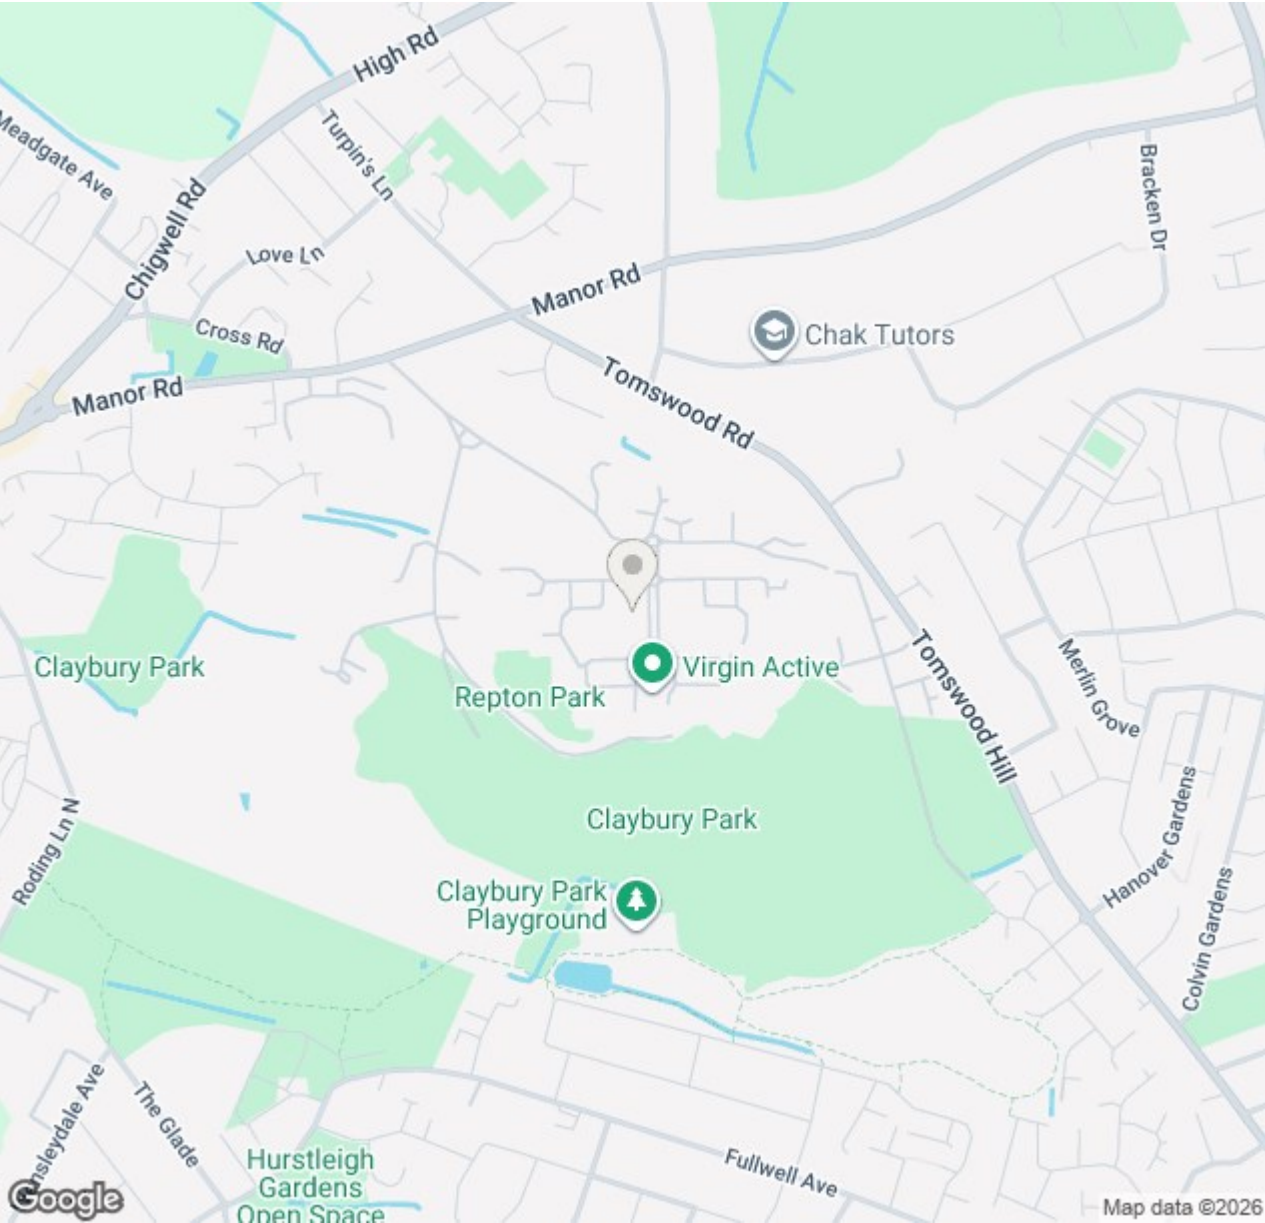 High Rd
Meadgate Ave
Turpin's Ln
Bracken Dr
Chigwell Rd
Love Ln
Manor Rd
Cross Rd
Chak Tutors
Manor Rd
Tomswood Rd
Claybury Park
Virgin Active
Repton Park
Tomswood Hill
Merlin Grove
Claybury Park
Roding Ln N
Hanover Gardens
Claybury Park
Playground
Colvin Gardens
The Glade
Hurstleigh
Gardens
Open Space
Fullwell Ave
Google
Map data ©2026